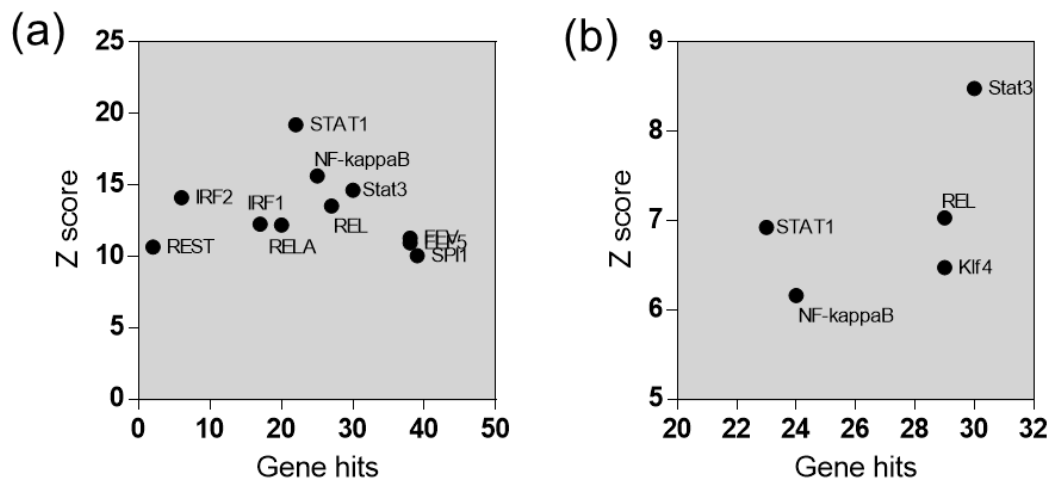 (a)
25
20
15
10
5
0
Z score
STAT1
NF-kappaB
Stat3
IRF2
IRF1
REL
RELA
REST
SPI1
0 10 20 30 40 50
Gene hits
(b)
9
8
7
6
5
Z score
Stat3
REL
STAT1
Klf4
NF-kappaB
20 22 24 26 28 30 32
Gene hits